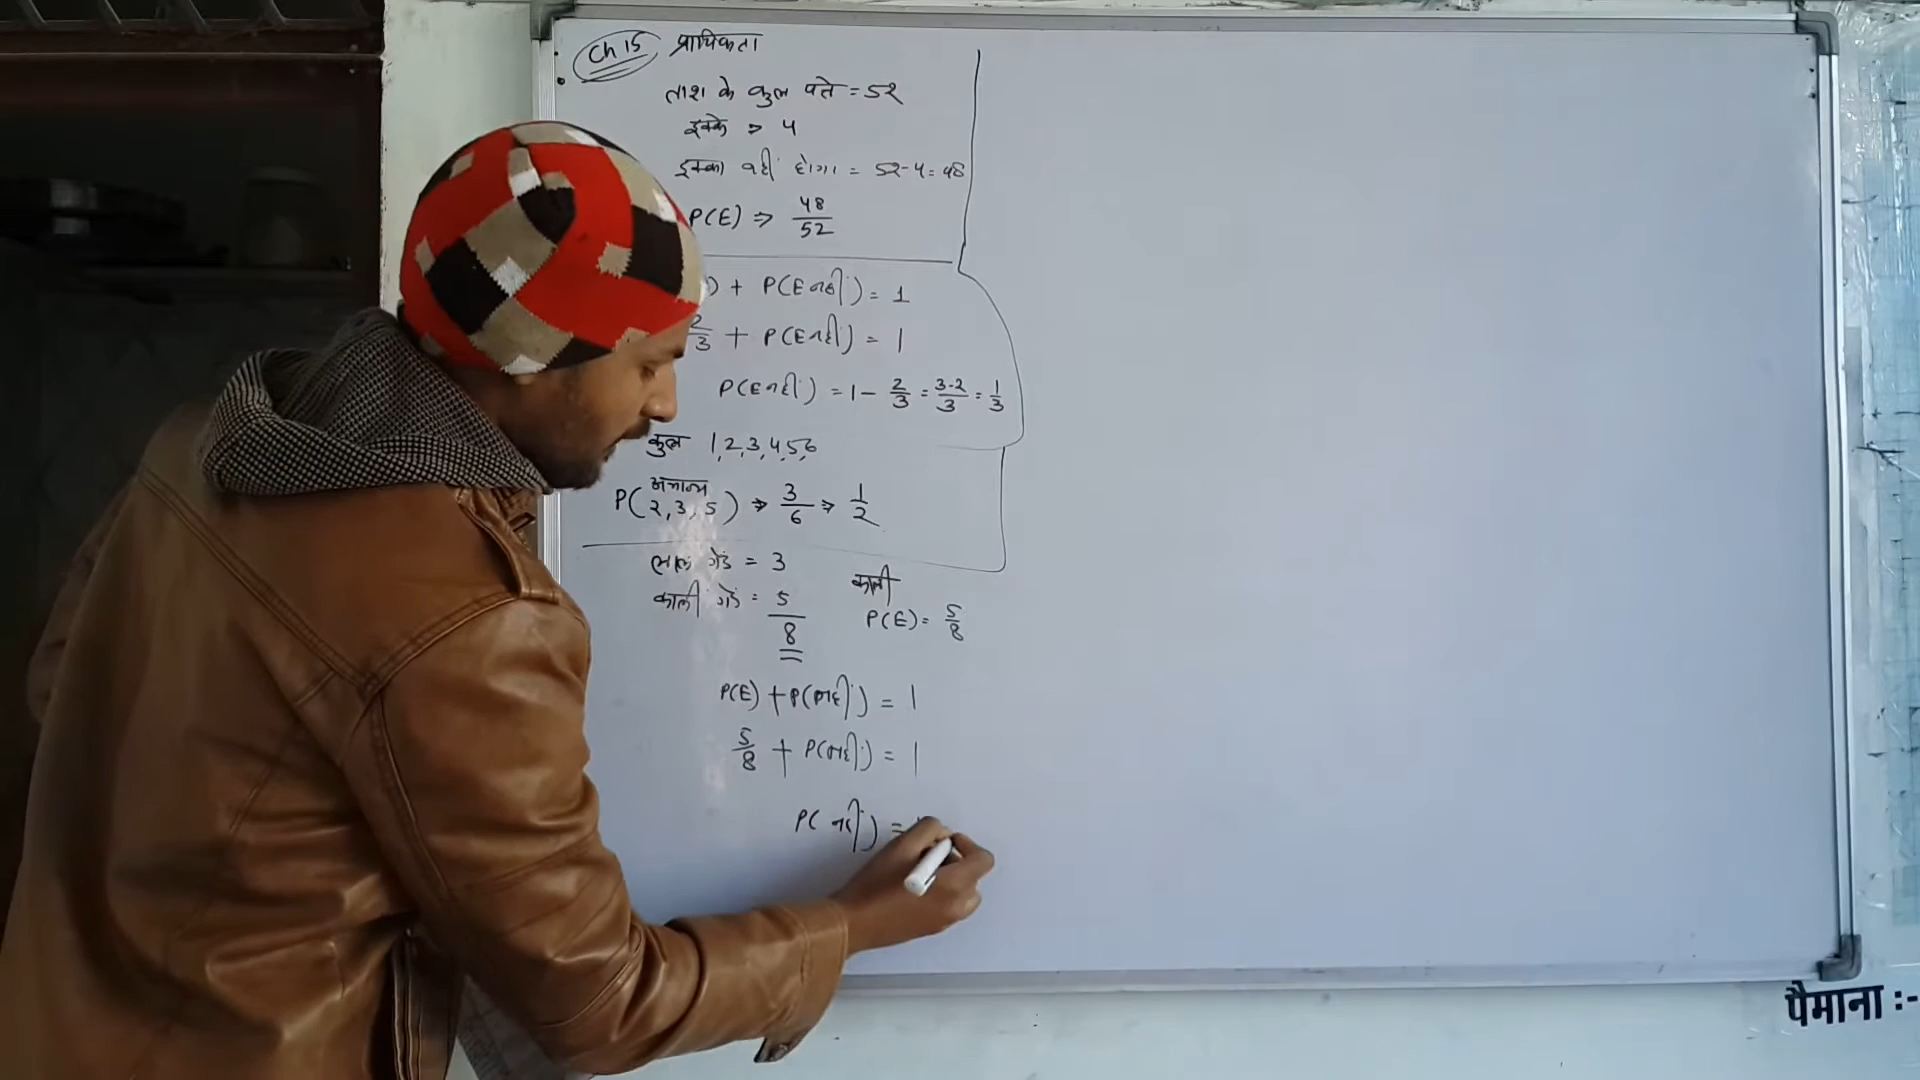 Ch 15 प्रायिकता
ताश के कुल पत्ते = 52
इक्के ⇒ 4
इक्का नहीं होगा = 52-4=48
P(E) ⇒ 48/52
) + P(E नहीं) = 1
2/3 + P(E नहीं) = 1
P(E नहीं) = 1 - 2/3 = 3-2/3 = 1/3
कुल 1,2,3,4,5,6
P(अभाज्य 2,3,5) ⇒ 3/6 ⇒ 1/2
लाल गेंदें = 3
काली गेंदें = 5
8
काली
P(E) = 5/8
P(E) + P(नहीं) = 1
5/8 + P(नहीं) = 1
P(नहीं) =
पैमाना :-